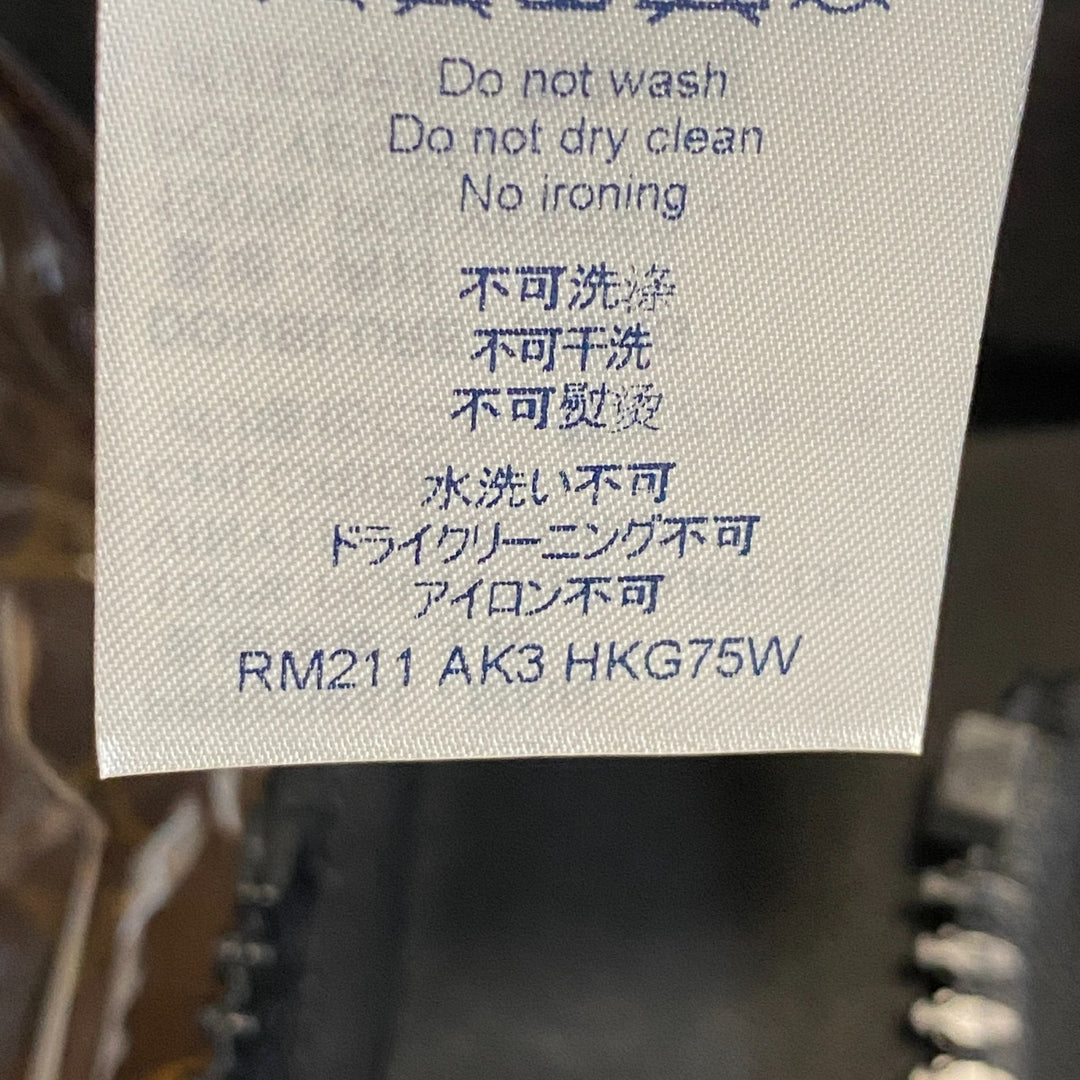 Do not wash
Do not dry clean
No ironing
不可洗涤
不可干洗
不可熨烫
水洗い不可
ドライクリーニング不可
アイロン不可
RM211 AK3 HKG75W